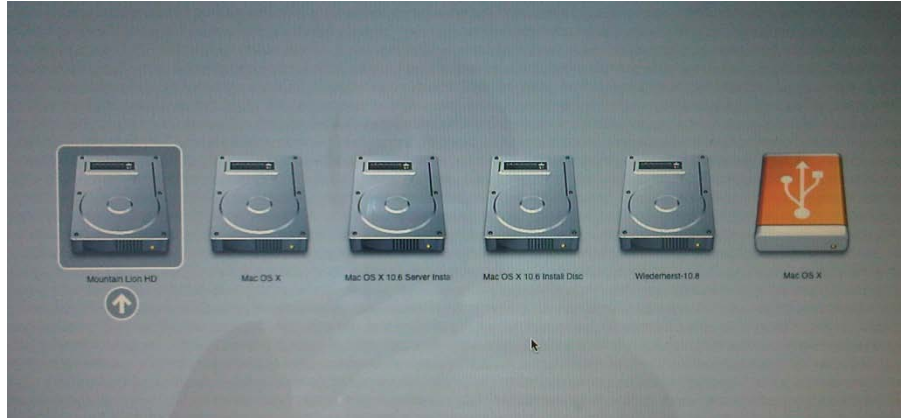 Mountain Lion HD
Mac OS X
Mac OS X 10.6 Server Insta
Mac OS X 10.6 Install Disc
Wiederherst-10.8
Mac OS X